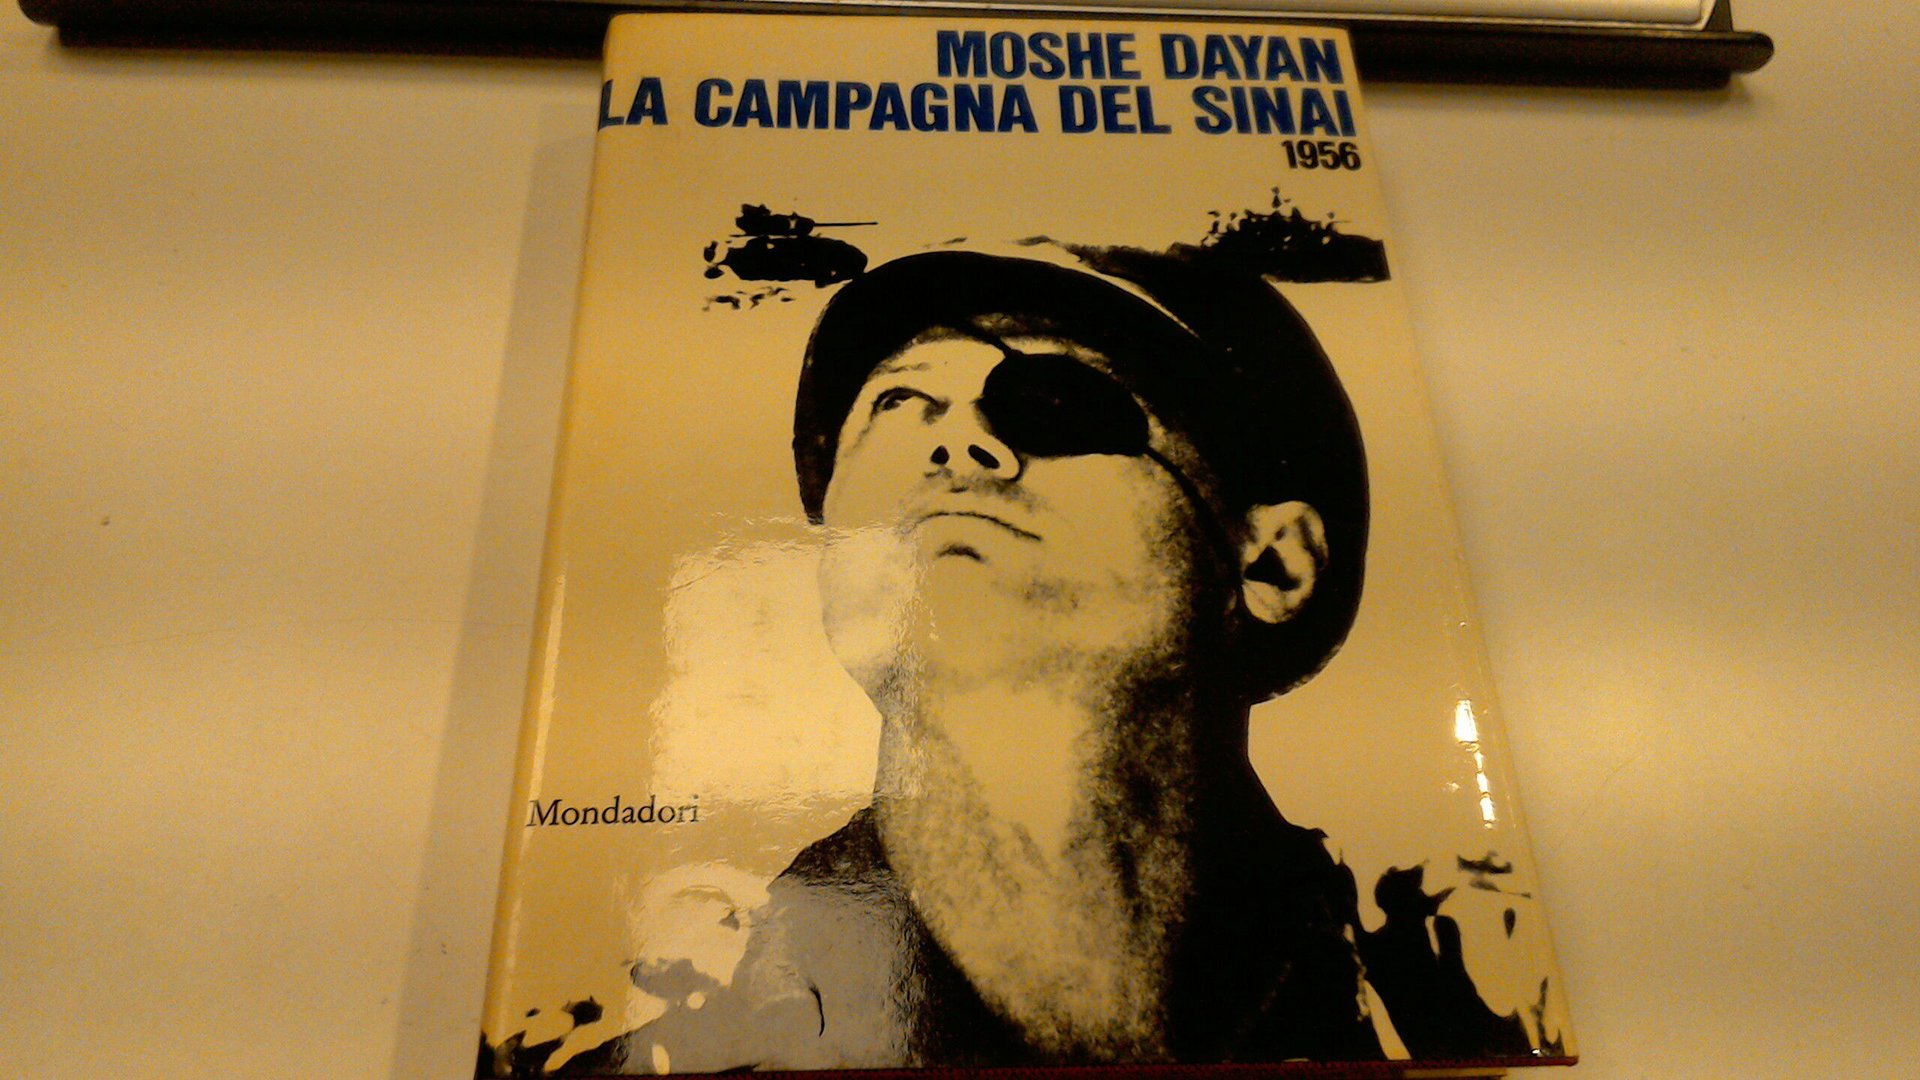 MOSHE DAYAN
LA CAMPAGNA DEL SINAI
1956
Mondadori